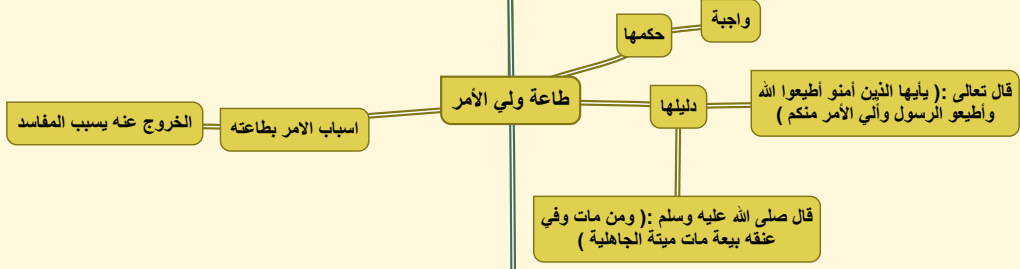 واجبة
حكمها
طاعة ولي الأمر
دليلها
قال تعالى :( يأيها الذين أمنو أطيعوا الله
وأطيعو الرسول وألي الأمر منكم )
قال صلى الله عليه وسلم :( ومن مات وفي
عنقه بيعة مات ميتة الجاهلية )
اسباب الامر بطاعته
الخروج عنه يسبب المفاسد